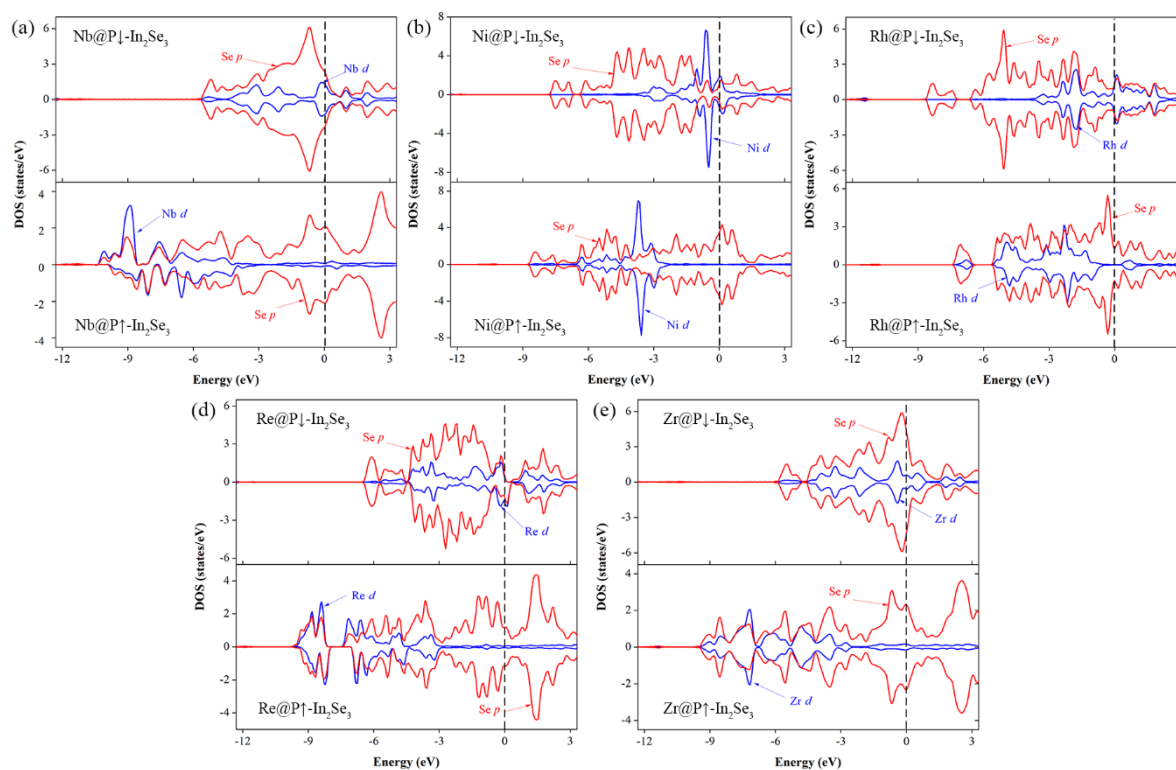 (a)
Nb@P↓-In₂Se₃
Se p
Nb d
6
3
0
-3
-6
DOS (states/eV)
Nb d
Se p
Nb@P↑-In₂Se₃
4
2
0
-2
-4
-12 -9 -6 -3 0 3
Energy (eV)
(b)
Ni@P↓-In₂Se₃
Se p
Ni d
8
4
0
-4
-8
DOS (states/eV)
Se p
Ni d
Ni@P↑-In₂Se₃
8
4
0
-4
-8
-12 -9 -6 -3 0 3
Energy (eV)
(c)
Rh@P↓-In₂Se₃
Se p
Rh d
6
3
0
-3
-6
DOS (states/eV)
Se p
Rh d
Rh@P↑-In₂Se₃
6
3
0
-3
-6
-12 -9 -6 -3 0 3
Energy (eV)
(d)
Re@P↓-In₂Se₃
Se p
Re d
6
3
0
-3
-6
DOS (states/eV)
Re d
Se p
Re@P↑-In₂Se₃
4
2
0
-2
-4
-12 -9 -6 -3 0 3
Energy (eV)
(e)
Zr@P↓-In₂Se₃
Se p
Zr d
6
3
0
-3
-6
DOS (states/eV)
Se p
Zr d
Zr@P↑-In₂Se₃
4
2
0
-2
-4
-12 -9 -6 -3 0 3
Energy (eV)